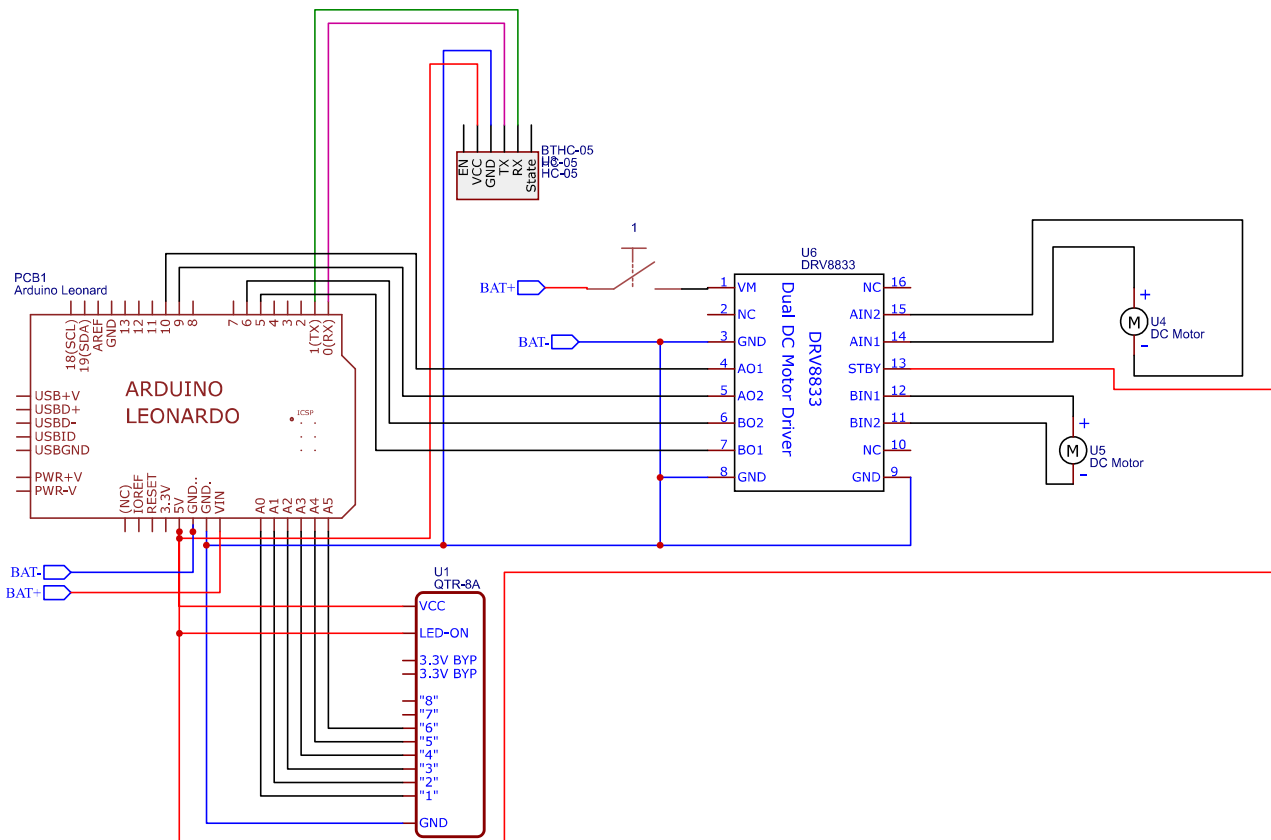 BTHC-05
U3
HC-05
HC-05
EN
VCC
GND
TX
RX
State
1
BAT+
BAT-
U6
DRV8833
Dual DC Motor Driver
DRV8833
1 VM
2 NC
3 GND
4 AO1
5 AO2
6 BO2
7 BO1
8 GND
NC 16
AIN2 15
AIN1 14
STBY 13
BIN1 12
BIN2 11
NC 10
GND 9
+
M
-
U4
DC Motor
+
M
-
U5
DC Motor
PCB1
Arduino Leonard
18(SCL)
19(SDA)
AREF
GND
13
12
11
10
9
8
7
6
5
4
3
2
1(TX)
0(RX)
ARDUINO
LEONARDO
ICSP
USB+V
USBD+
USBD-
USBID
USBGND
PWR+V
PWR-V
(NC)
IOREF
RESET
3.3V
5V
GND..
GND.
VIN
A0
A1
A2
A3
A4
A5
BAT-
BAT+
U1
QTR-8A
VCC
LED-ON
3.3V BYP
3.3V BYP
"8"
"7"
"6"
"5"
"4"
"3"
"2"
"1"
GND